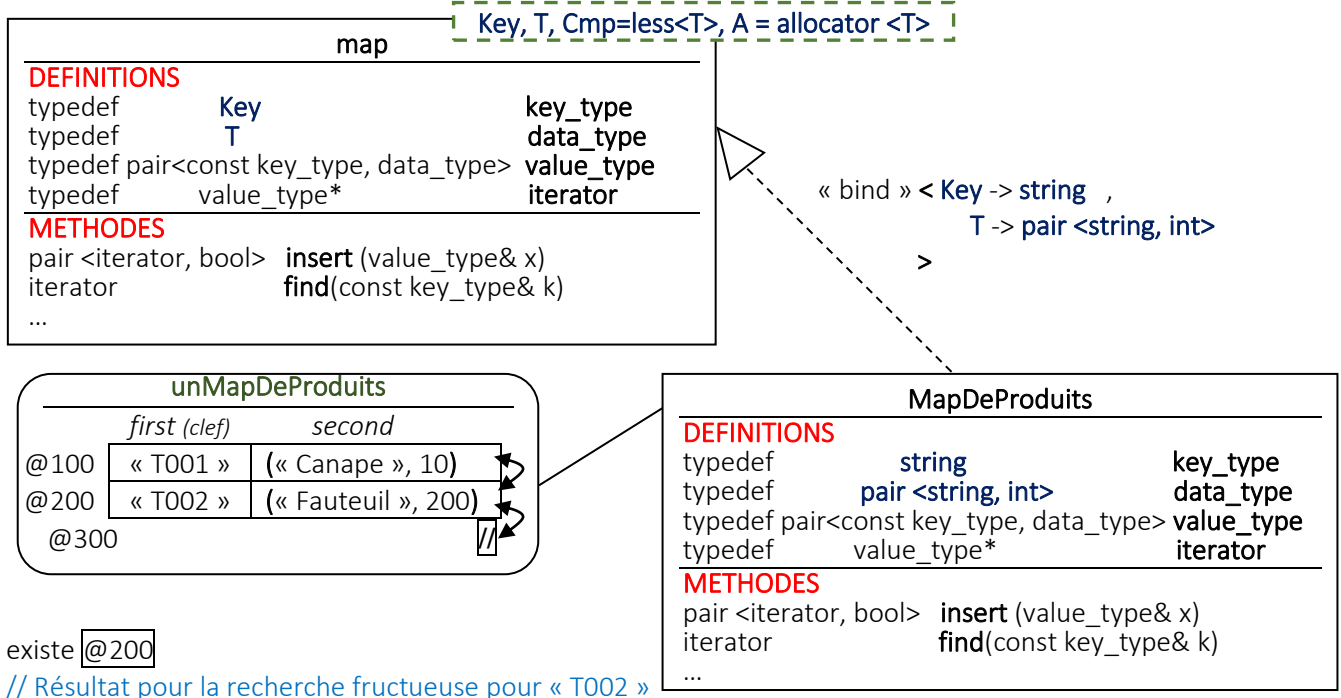 Key, T, Cmp=less<T>, A = allocator <T>
map
DEFINITIONS
typedef Key key_type
typedef T data_type
typedef pair<const key_type, data_type> value_type
typedef value_type* iterator
METHODES
pair <iterator, bool> insert (value_type& x)
iterator find(const key_type& k)
...
« bind » < Key -> string ,
T -> pair <string, int>
>
unMapDeProduits
first (clef) second
@100 « T001 » (« Canape », 10)
@200 « T002 » (« Fauteuil », 200)
@300 //
MapDeProduits
DEFINITIONS
typedef string key_type
typedef pair <string, int> data_type
typedef pair<const key_type, data_type> value_type
typedef value_type* iterator
METHODES
pair <iterator, bool> insert (value_type& x)
iterator find(const key_type& k)
...
existe @200
// Résultat pour la recherche fructueuse pour « T002 »